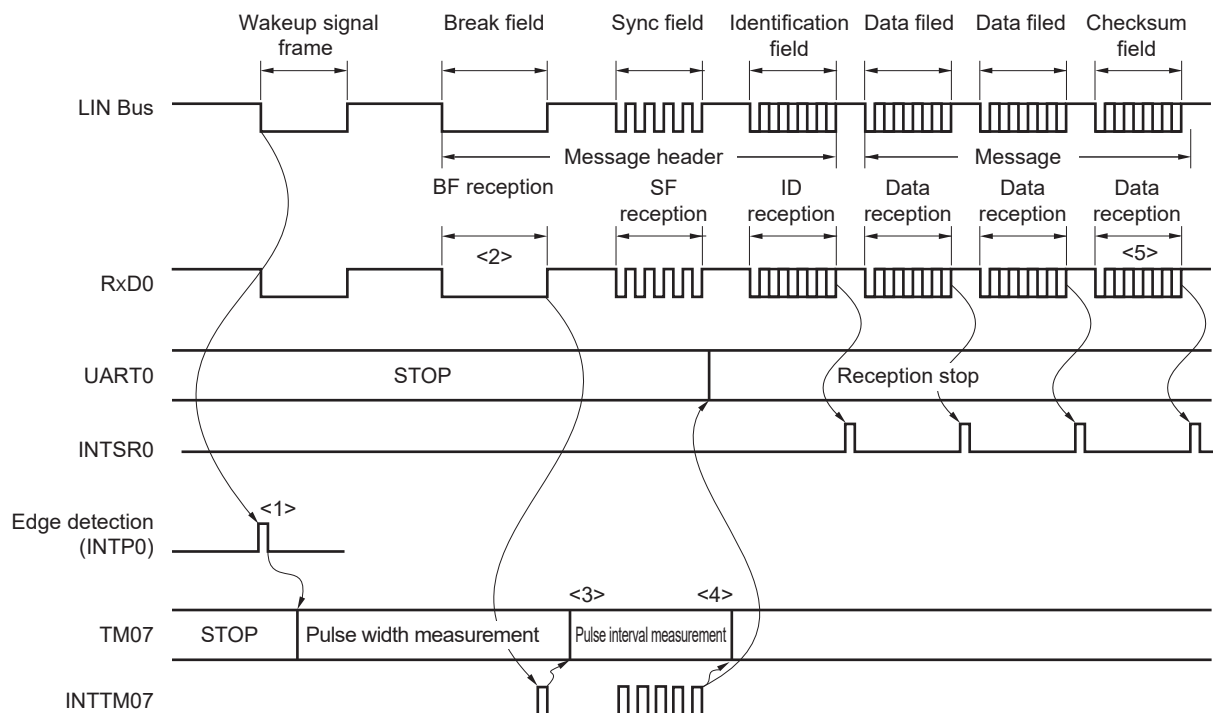 Wakeup signal
frame
Break field
Sync field
Identification
field
Data filed
Data filed
Checksum
field
LIN Bus
Message header
Message
BF reception
SF
reception
ID
reception
Data
reception
Data
reception
Data
reception
<2>
<5>
RxD0
UART0
STOP
Reception stop
INTSR0
Edge detection
(INTP0)
<1>
<3>
<4>
TM07
STOP
Pulse width measurement
Pulse interval measurement
INTTM07